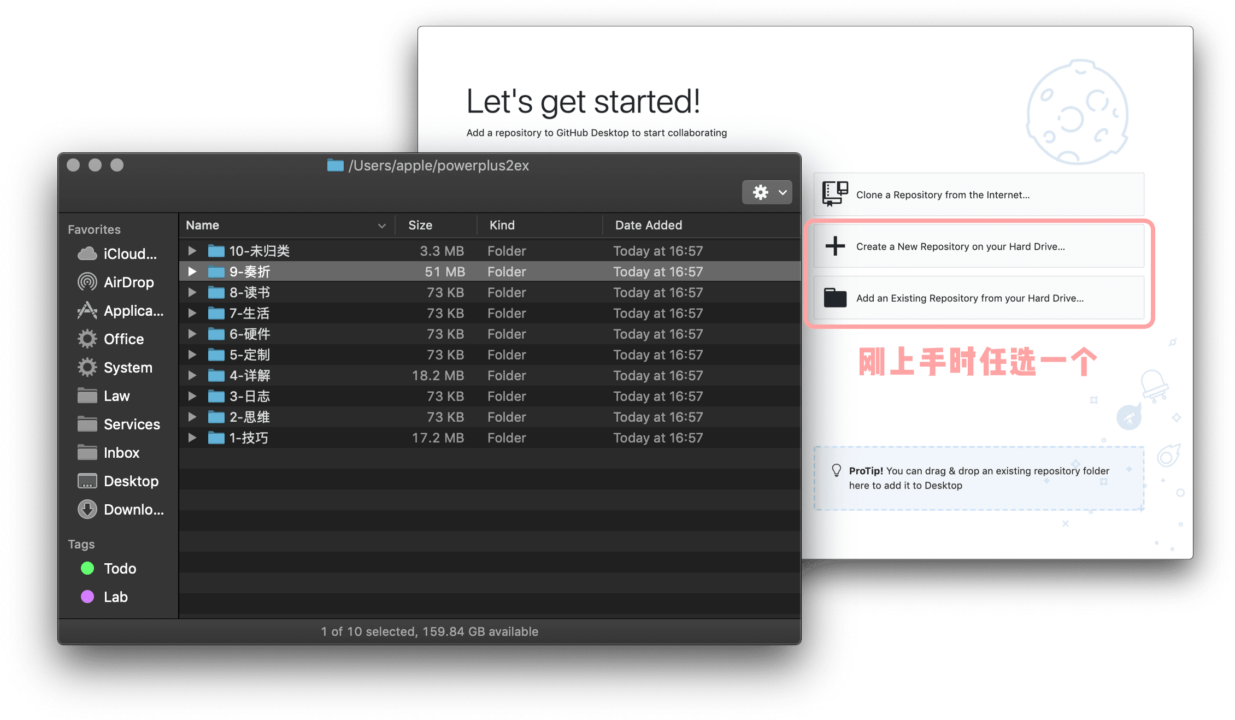 Let's get started!
Add a repository to GitHub Desktop to start collaborating
/Users/apple/powerplus2ex
Favorites
iCloud...
AirDrop
Applica...
Office
System
Law
Services
Inbox
Desktop
Downlo...
Tags
Todo
Lab
Name Size Kind Date Added
10-未归类 3.3 MB Folder Today at 16:57
9-奏折 51 MB Folder Today at 16:57
8-读书 73 KB Folder Today at 16:57
7-生活 73 KB Folder Today at 16:57
6-硬件 73 KB Folder Today at 16:57
5-定制 73 KB Folder Today at 16:57
4-详解 18.2 MB Folder Today at 16:57
3-日志 73 KB Folder Today at 16:57
2-思维 73 KB Folder Today at 16:57
1-技巧 17.2 MB Folder Today at 16:57
1 of 10 selected, 159.84 GB available
Clone a Repository from the Internet...
Create a New Repository on your Hard Drive...
Add an Existing Repository from your Hard Drive...
刚上手时任选一个
ProTip! You can drag & drop an existing repository folder
here to add it to Desktop